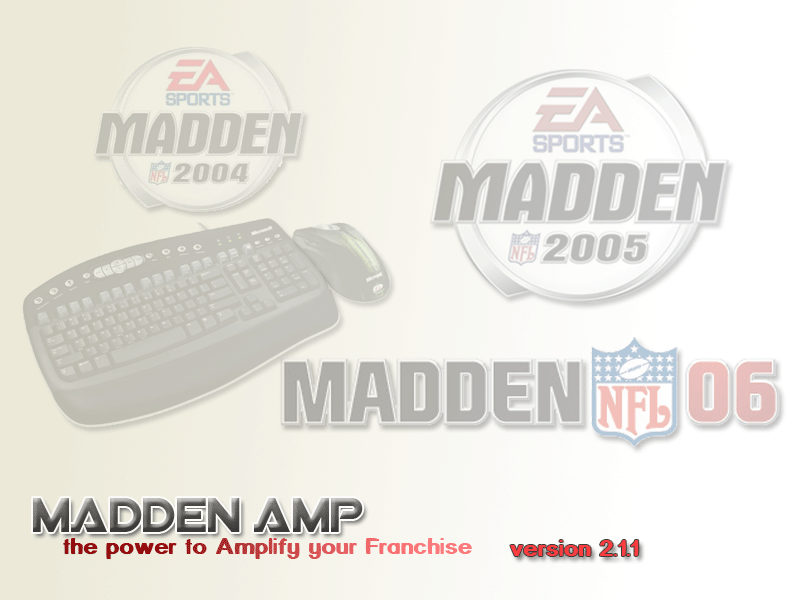 EA
SPORTS
MADDEN
NFL 2004
EA
SPORTS
MADDEN
NFL 2005
Microsoft
MADDEN NFL 06
MADDEN AMP
the power to Amplify your Franchise
version 2.1.1